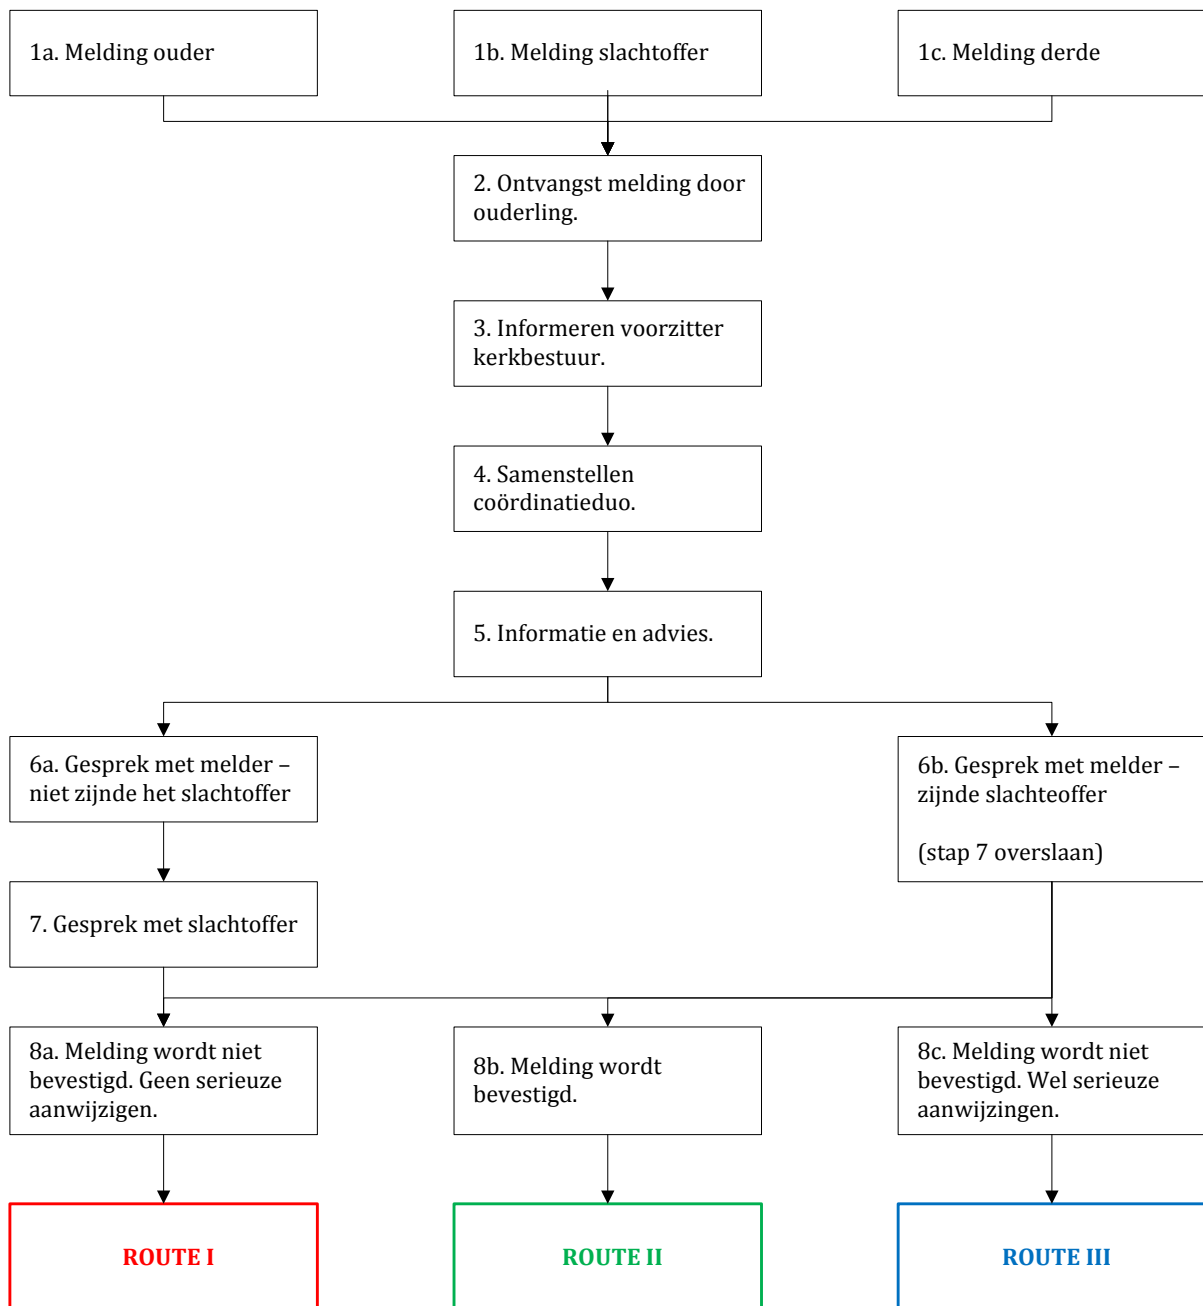 1a. Melding ouder
1b. Melding slachtoffer
1c. Melding derde
2. Ontvangst melding door
ouderling.
3. Informeren voorzitter
kerkbestuur.
4. Samenstellen
coördinatieduo.
5. Informatie en advies.
6a. Gesprek met melder –
niet zijnde het slachtoffer
6b. Gesprek met melder –
zijnde slachteoffer
(stap 7 overslaan)
7. Gesprek met slachtoffer
8a. Melding wordt niet
bevestigd. Geen serieuze
aanwijzigen.
8b. Melding wordt
bevestigd.
8c. Melding wordt niet
bevestigd. Wel serieuze
aanwijzingen.
ROUTE I
ROUTE II
ROUTE III